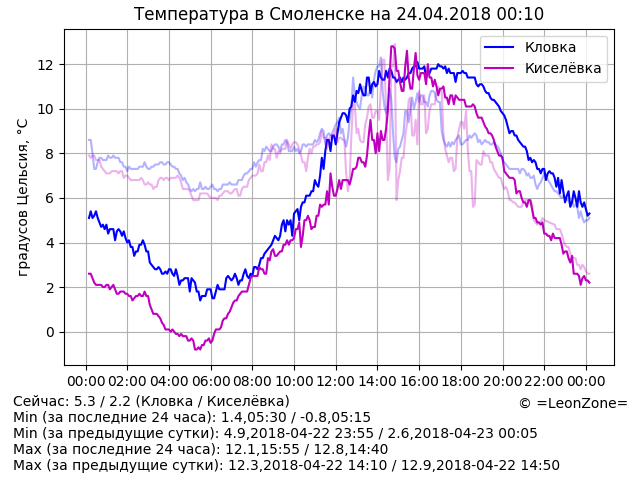 Температура в Смоленске на 24.04.2018 00:10
Кловка
Киселёвка
градусов Цельсия, °C
12
10
8
6
4
2
0
00:00 02:00 04:00 06:00 08:00 10:00 12:00 14:00 16:00 18:00 20:00 22:00 00:00
Сейчас: 5.3 / 2.2 (Кловка / Киселёвка)
© =LeonZone=
Min (за последние 24 часа): 1.4,05:30 / -0.8,05:15
Min (за предыдущие сутки): 4.9,2018-04-22 23:55 / 2.6,2018-04-23 00:05
Max (за последние 24 часа): 12.1,15:55 / 12.8,14:40
Max (за предыдущие сутки): 12.3,2018-04-22 14:10 / 12.9,2018-04-22 14:50